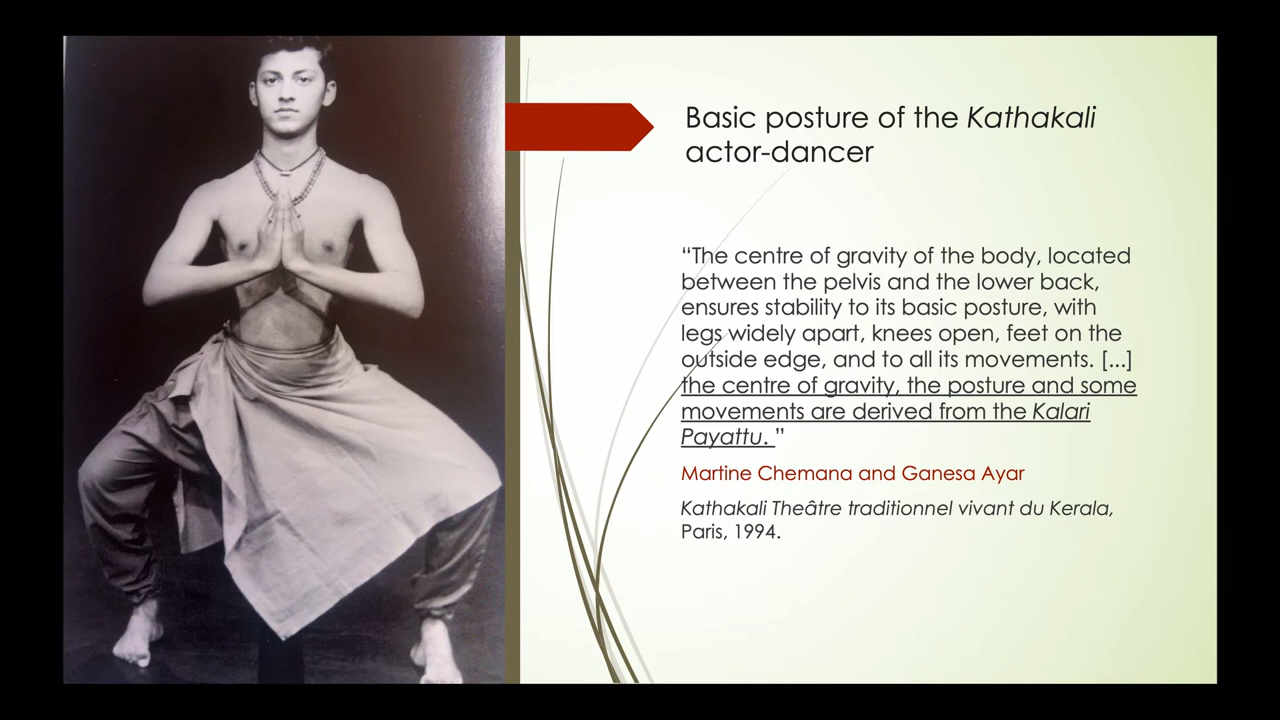 Basic posture of the Kathakali
actor-dancer
“The centre of gravity of the body, located
between the pelvis and the lower back,
ensures stability to its basic posture, with
legs widely apart, knees open, feet on the
outside edge, and to all its movements. [...]
the centre of gravity, the posture and some
movements are derived from the Kalari
Payattu. ”
Martine Chemana and Ganesa Ayar
Kathakali Theâtre traditionnel vivant du Kerala,
Paris, 1994.